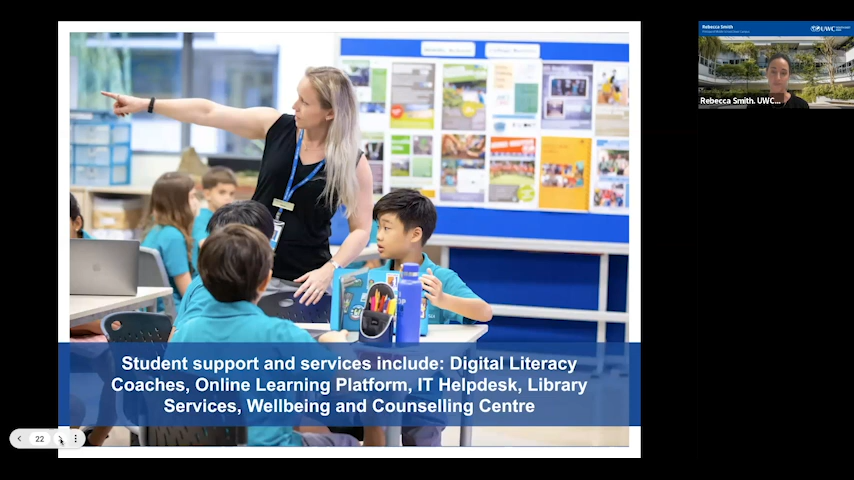 Student support and services include: Digital Literacy
Coaches, Online Learning Platform, IT Helpdesk, Library
Services, Wellbeing and Counselling Centre
22
Rebecca Smith
UWC
Rebecca Smith. UWC...